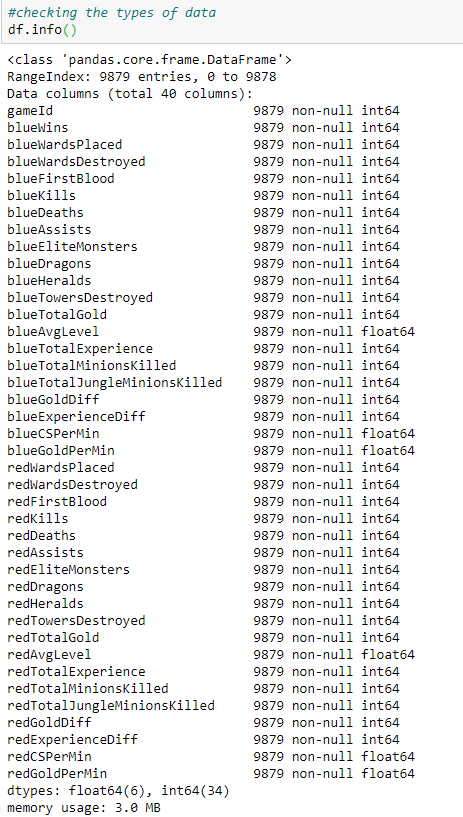 #checking the types of data
df.info()
<class 'pandas.core.frame.DataFrame'>
RangeIndex: 9879 entries, 0 to 9878
Data columns (total 40 columns):
gameId 9879 non-null int64
blueWins 9879 non-null int64
blueWardsPlaced 9879 non-null int64
blueWardsDestroyed 9879 non-null int64
blueFirstBlood 9879 non-null int64
blueKills 9879 non-null int64
blueDeaths 9879 non-null int64
blueAssists 9879 non-null int64
blueEliteMonsters 9879 non-null int64
blueDragons 9879 non-null int64
blueHeralds 9879 non-null int64
blueTowersDestroyed 9879 non-null int64
blueTotalGold 9879 non-null int64
blueAvgLevel 9879 non-null float64
blueTotalExperience 9879 non-null int64
blueTotalMinionsKilled 9879 non-null int64
blueTotalJungleMinionsKilled 9879 non-null int64
blueGoldDiff 9879 non-null int64
blueExperienceDiff 9879 non-null int64
blueCSPerMin 9879 non-null float64
blueGoldPerMin 9879 non-null float64
redWardsPlaced 9879 non-null int64
redWardsDestroyed 9879 non-null int64
redFirstBlood 9879 non-null int64
redKills 9879 non-null int64
redDeaths 9879 non-null int64
redAssists 9879 non-null int64
redEliteMonsters 9879 non-null int64
redDragons 9879 non-null int64
redHeralds 9879 non-null int64
redTowersDestroyed 9879 non-null int64
redTotalGold 9879 non-null int64
redAvgLevel 9879 non-null float64
redTotalExperience 9879 non-null int64
redTotalMinionsKilled 9879 non-null int64
redTotalJungleMinionsKilled 9879 non-null int64
redGoldDiff 9879 non-null int64
redExperienceDiff 9879 non-null int64
redCSPerMin 9879 non-null float64
redGoldPerMin 9879 non-null float64
dtypes: float64(6), int64(34)
memory usage: 3.0 MB